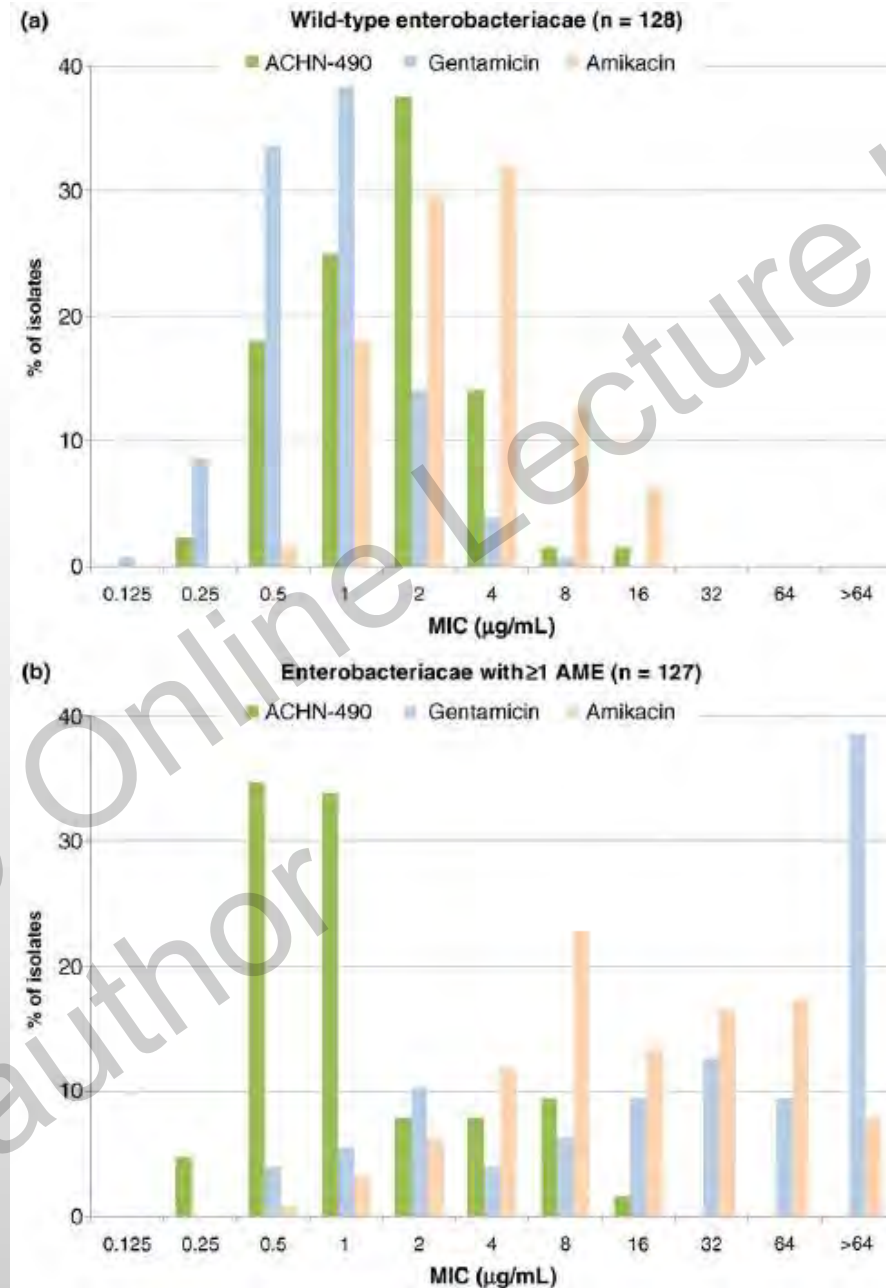 (a) Wild-type enterobacteriacae (n = 128)
ACHN-490 Gentamicin Amikacin
40
30
20
10
0
% of isolates
0.125 0.25 0.5 1 2 4 8 16 32 64 >64
MIC (µg/mL)
(b) Enterobacteriacae with≥1 AME (n = 127)
ACHN-490 Gentamicin Amikacin
40
30
20
10
0
% of isolates
0.125 0.25 0.5 1 2 4 8 16 32 64 >64
MIC (µg/mL)
Online Lecture
author